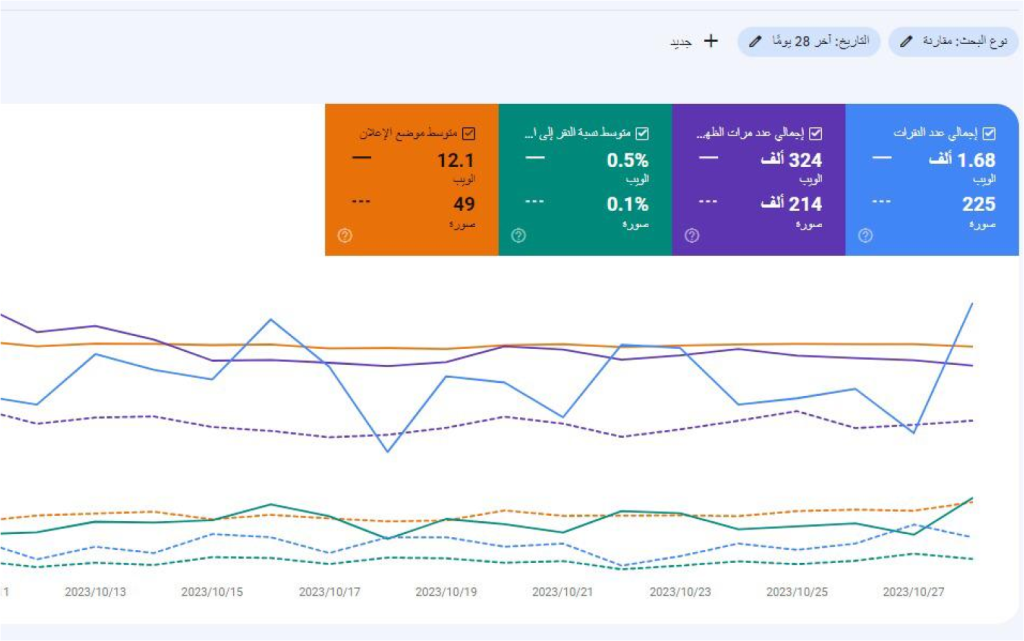 نوع البحث: مقارنة
التاريخ: آخر 28 يومًا
+ جديد
إجمالي عدد النقرات
1.68 ألف
الويب
225
صورة
إجمالي عدد مرات الظه...
324 ألف
الويب
214 ألف
صورة
متوسط نسبة النقر إلى ا...
0.5%
الويب
0.1%
صورة
متوسط موضع الإعلان
12.1
الويب
49
صورة
1
2023/10/13
2023/10/15
2023/10/17
2023/10/19
2023/10/21
2023/10/23
2023/10/25
2023/10/27